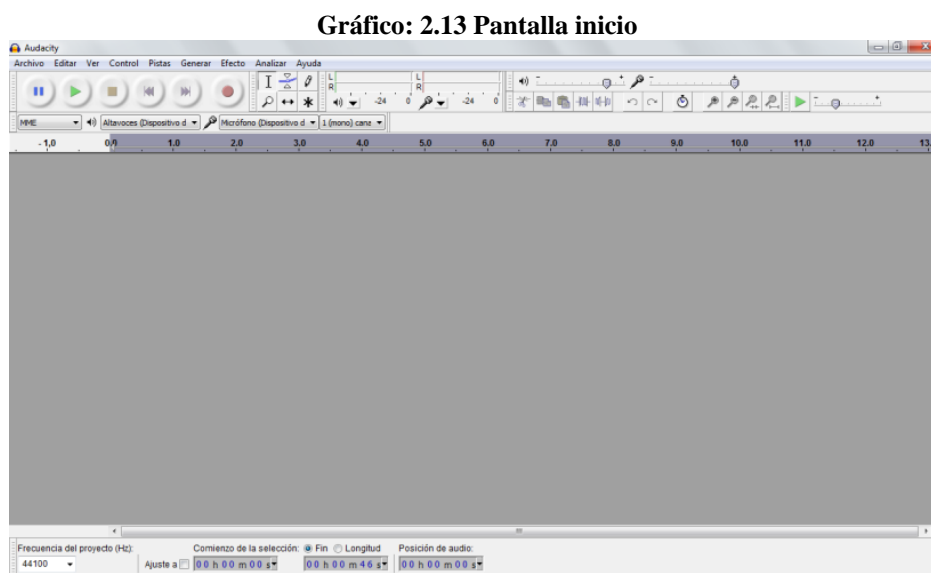 Gráfico: 2.13 Pantalla inicio
Audacity
Archivo Editar Ver Control Pistas Generar Efecto Analizar Ayuda
L L
R R
-24 0 -24 0
MME Altavoces (Dispositivo d Micrófono (Dispositivo d 1 (mono) cana
- 1,0 0,0 1.0 2.0 3.0 4.0 5.0 6.0 7.0 8.0 9.0 10.0 11.0 12.0 13.
Frecuencia del proyecto (Hz): Comienzo de la selección: Fin Longitud Posición de audio:
44100 Ajuste a 00 h 00 m 00 s 00 h 00 m 46 s 00 h 00 m 00 s